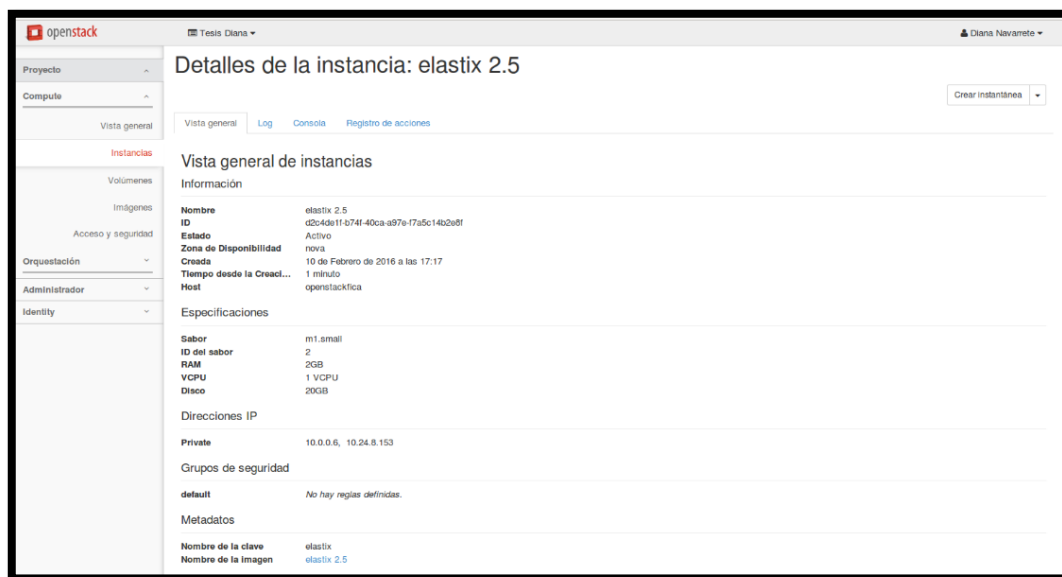 openstack Tesis Diana Diana Navarrete
Proyecto
Compute
Vista general
Instancias
Volúmenes
Imágenes
Acceso y seguridad
Orquestación
Administrador
Identity
Detalles de la instancia: elastix 2.5
Crear instantánea
Vista general Log Consola Registro de acciones
Vista general de instancias
Información
Nombre elastix 2.5
ID d2c4de1f-b74f-40ca-a97e-f7a5c14b2e8f
Estado Activo
Zona de Disponibilidad nova
Creada 10 de Febrero de 2016 a las 17:17
Tiempo desde la Creaci... 1 minuto
Host openstackfica
Especificaciones
Sabor m1.small
ID del sabor 2
RAM 2GB
VCPU 1 VCPU
Disco 20GB
Direcciones IP
Private 10.0.0.6, 10.24.8.153
Grupos de seguridad
default No hay reglas definidas.
Metadatos
Nombre de la clave elastix
Nombre de la imagen elastix 2.5